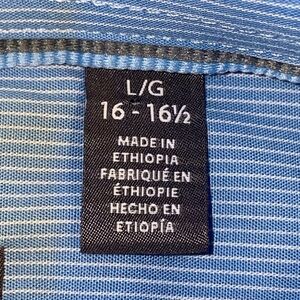 L/G
16 - 16½
MADE IN
ETHIOPIA
FABRIQUÉ EN
ÉTHIOPIE
HECHO EN
ETIOPÍA